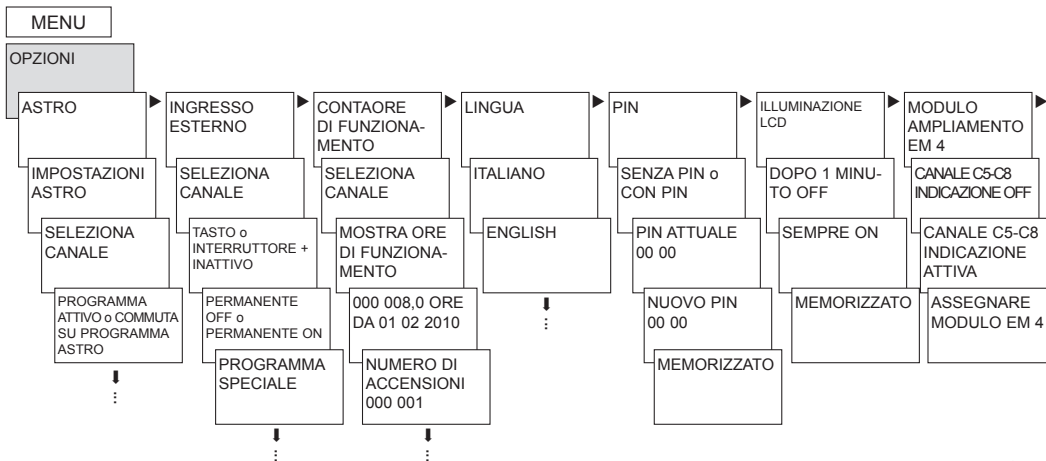 MENU
OPZIONI
ASTRO
IMPOSTAZIONI
ASTRO
SELEZIONA
CANALE
PROGRAMMA
ATTIVO o COMMUTA
SU PROGRAMMA
ASTRO
INGRESSO
ESTERNO
SELEZIONA
CANALE
TASTO o
INTERRUTTORE +
INATTIVO
PERMANENTE
OFF o
PERMANENTE ON
PROGRAMMA
SPECIALE
CONTAORE
DI FUNZIONA-
MENTO
SELEZIONA
CANALE
MOSTRA ORE
DI FUNZIONA-
MENTO
000 008,0 ORE
DA 01 02 2010
NUMERO DI
ACCENSIONI
000 001
LINGUA
ITALIANO
ENGLISH
PIN
SENZA PIN o
CON PIN
PIN ATTUALE
00 00
NUOVO PIN
00 00
MEMORIZZATO
ILLUMINAZIONE
LCD
DOPO 1 MINU-
TO OFF
SEMPRE ON
MEMORIZZATO
MODULO
AMPLIAMENTO
EM 4
CANALE C5-C8
INDICAZIONE OFF
CANALE C5-C8
INDICAZIONE
ATTIVA
ASSEGNARE
MODULO EM 4